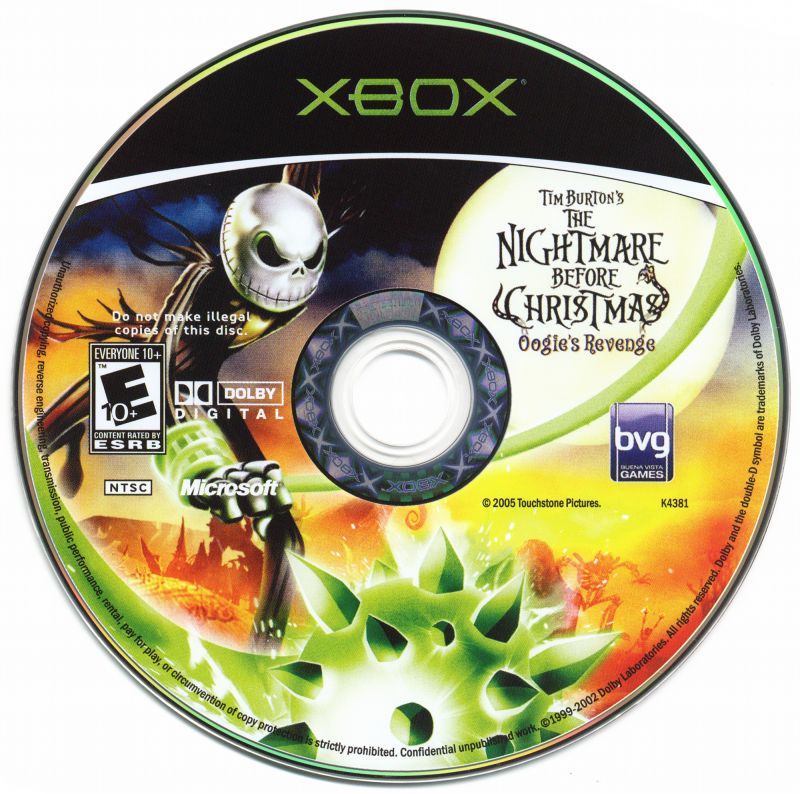 XBOX
TIM BURTON'S
THE
NIGHTMARE
BEFORE
CHRISTMAS
Oogie's Revenge
Do not make illegal
copies of this disc.
EVERYONE 10+
™
E
10+
CONTENT RATED BY
ESRB
DOLBY
DIGITAL
NTSC
Microsoft
bvg
BUENA VISTA
GAMES
© 2005 Touchstone Pictures.
K4381
XBOX
Unauthorized copying, reverse engineering, transmission, public performance, rental, pay for play, or circumvention of copy protection is strictly prohibited. Confidential unpublished work. ©1999-2002 Dolby Laboratories. All rights reserved. Dolby and the double-D symbol are trademarks of Dolby Laboratories.